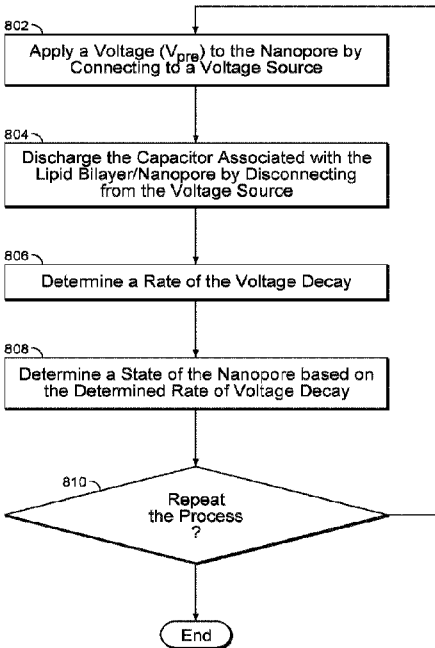 802
Apply a Voltage (Vpre) to the Nanopore by
Connecting to a Voltage Source
804
Discharge the Capacitor Associated with the
Lipid Bilayer/Nanopore by Disconnecting
from the Voltage Source
806
Determine a Rate of the Voltage Decay
808
Determine a State of the Nanopore based on
the Determined Rate of Voltage Decay
810
Repeat
the Process
?
End